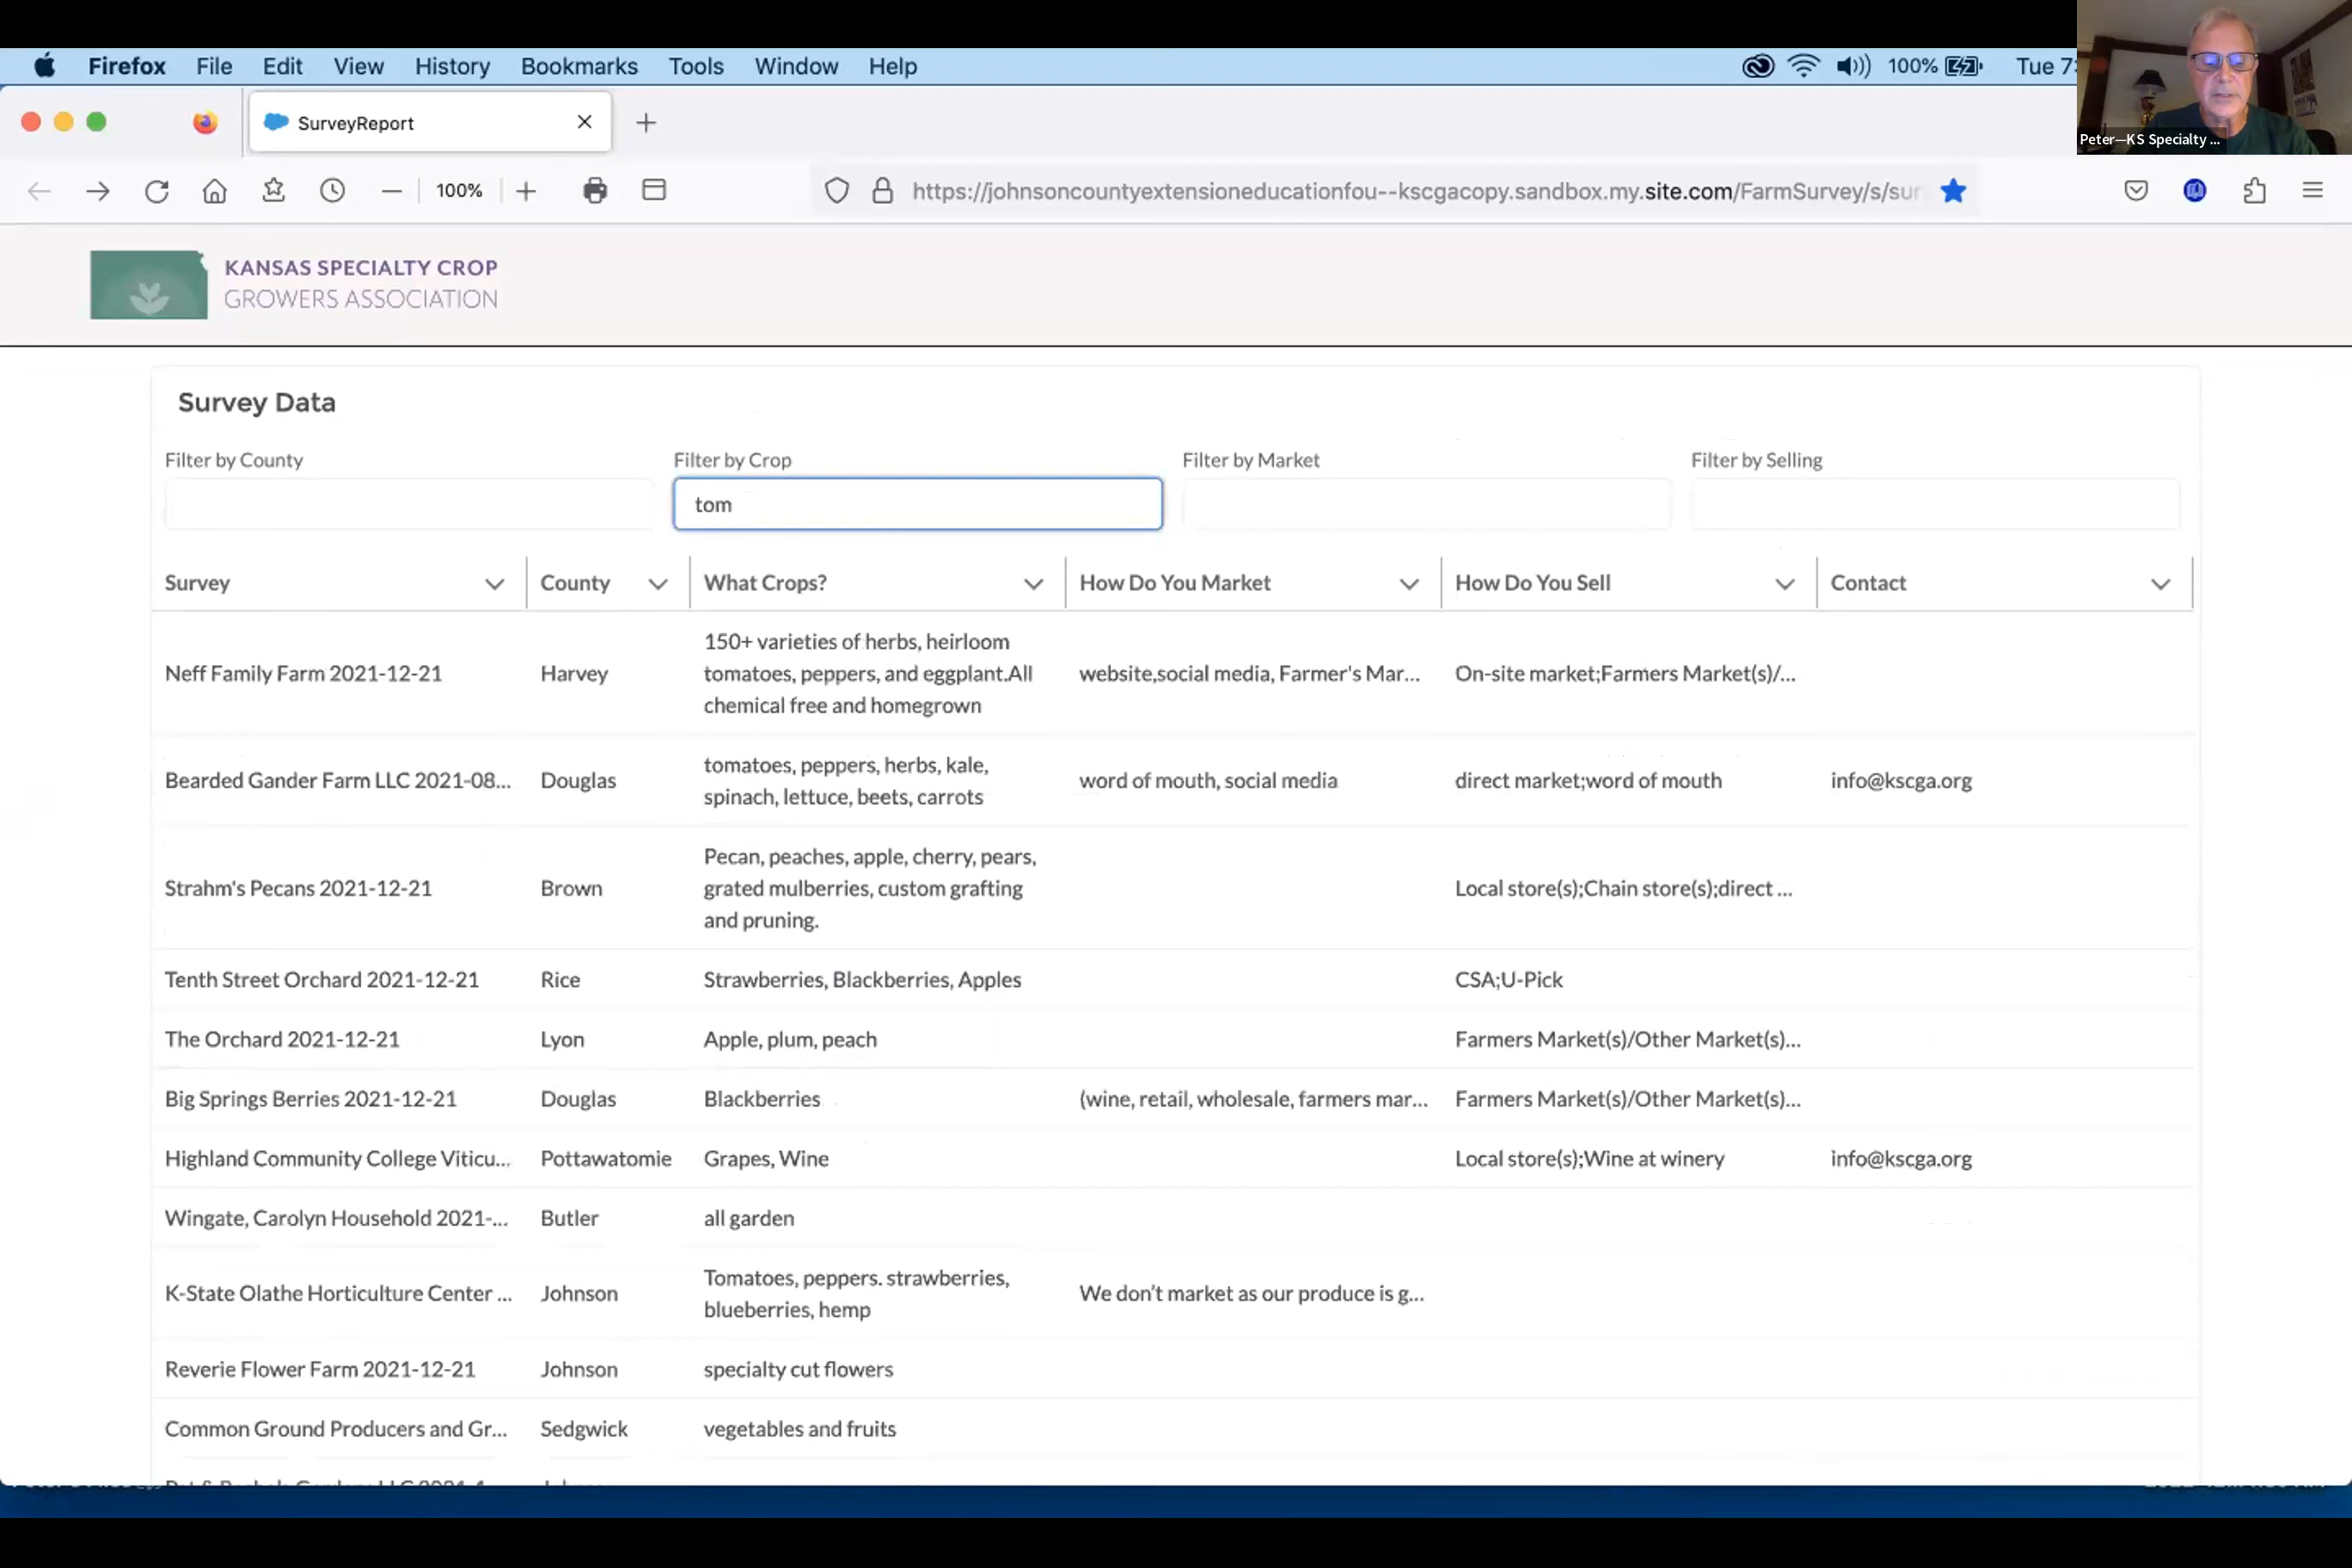 Firefox File Edit View History Bookmarks Tools Window Help 100% Tue 7:
Peter—KS Specialty ...
SurveyReport
100%
https://johnsoncountyextensioneducationfou--kscgacopy.sandbox.my.site.com/FarmSurvey/s/sur
KANSAS SPECIALTY CROP
GROWERS ASSOCIATION
Survey Data
Filter by County Filter by Crop Filter by Market Filter by Selling
tom
Survey County What Crops? How Do You Market How Do You Sell Contact
150+ varieties of herbs, heirloom
Neff Family Farm 2021-12-21 Harvey tomatoes, peppers, and eggplant.All website,social media, Farmer's Mar... On-site market;Farmers Market(s)/...
chemical free and homegrown
tomatoes, peppers, herbs, kale,
Bearded Gander Farm LLC 2021-08... Douglas word of mouth, social media direct market;word of mouth info@kscga.org
spinach, lettuce, beets, carrots
Pecan, peaches, apple, cherry, pears,
Strahm's Pecans 2021-12-21 Brown grated mulberries, custom grafting Local store(s);Chain store(s);direct ...
and pruning.
Tenth Street Orchard 2021-12-21 Rice Strawberries, Blackberries, Apples CSA;U-Pick
The Orchard 2021-12-21 Lyon Apple, plum, peach Farmers Market(s)/Other Market(s)...
Big Springs Berries 2021-12-21 Douglas Blackberries (wine, retail, wholesale, farmers mar... Farmers Market(s)/Other Market(s)...
Highland Community College Viticu... Pottawatomie Grapes, Wine Local store(s);Wine at winery info@kscga.org
Wingate, Carolyn Household 2021-... Butler all garden
Tomatoes, peppers. strawberries,
K-State Olathe Horticulture Center ... Johnson We don't market as our produce is g...
blueberries, hemp
Reverie Flower Farm 2021-12-21 Johnson specialty cut flowers
Common Ground Producers and Gr... Sedgwick vegetables and fruits